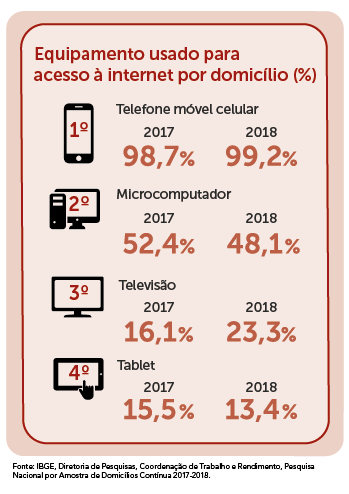 Equipamento usado para
acesso à internet por domicílio (%)
1º
Telefone móvel celular
2017 2018
98,7% 99,2%
2º
Microcomputador
2017 2018
52,4% 48,1%
3º
Televisão
2017 2018
16,1% 23,3%
4º
Tablet
2017 2018
15,5% 13,4%
Fonte: IBGE, Diretoria de Pesquisas, Coordenação de Trabalho e Rendimento, Pesquisa
Nacional por Amostra de Domicílios Contínua 2017-2018.